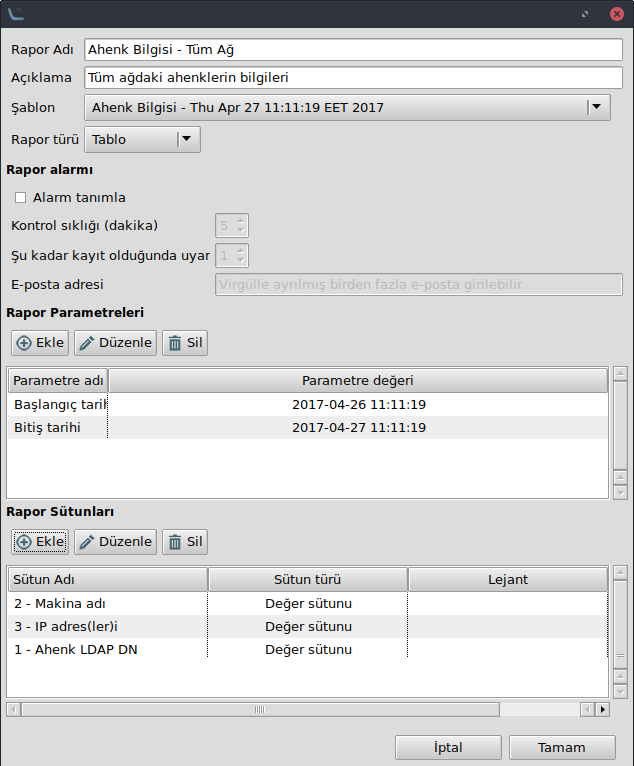 Rapor Adı Ahenk Bilgisi - Tüm Ağ
Açıklama Tüm ağdaki ahenklerin bilgileri
Şablon Ahenk Bilgisi - Thu Apr 27 11:11:19 EET 2017
Rapor türü Tablo
Rapor alarmı
Alarm tanımla
Kontrol sıklığı (dakika) 5
Şu kadar kayıt olduğunda uyar 1
E-posta adresi Virgülle ayrılmış birden fazla e-posta girilebilir
Rapor Parametreleri
Ekle Düzenle Sil
Parametre adı Parametre değeri
Başlangıç tarih 2017-04-26 11:11:19
Bitiş tarihi 2017-04-27 11:11:19
Rapor Sütunları
Ekle Düzenle Sil
Sütun Adı Sütun türü Lejant
2 - Makina adı Değer sütunu
3 - IP adres(ler)i Değer sütunu
1 - Ahenk LDAP DN Değer sütunu
İptal Tamam